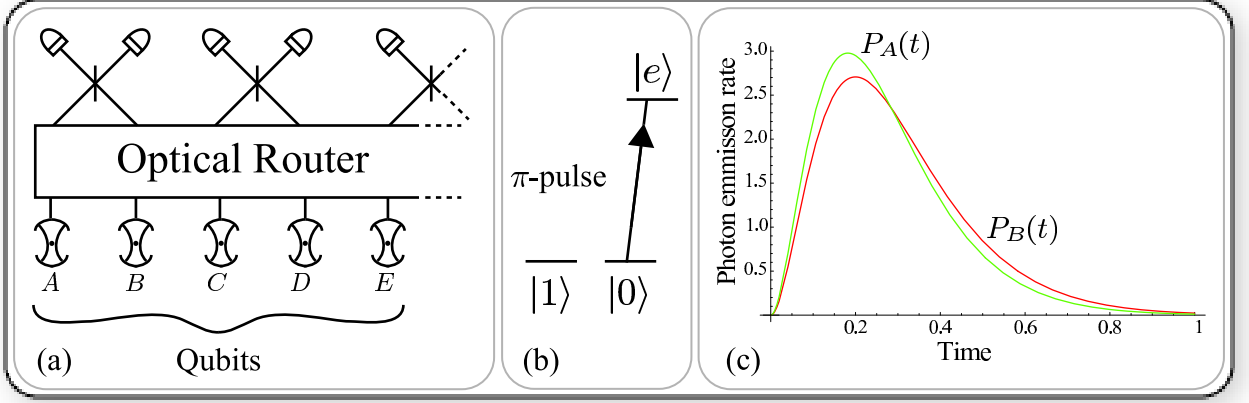 Optical Router
A B C D E
Qubits
(a)
|e⟩
π-pulse
|1⟩ |0⟩
(b)
Photon emmisson rate
3.0
2.5
2.0
1.5
1.0
0.5
P_A(t)
P_B(t)
0.2 0.4 0.6 0.8 1
Time
(c)